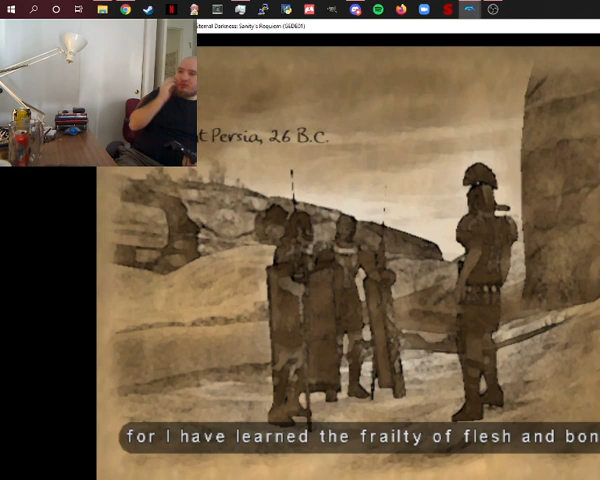 Eternal Darkness: Sanity's Requiem (GEDE01)
t Persia, 26 B.C.
for I have learned the frailty of flesh and bon